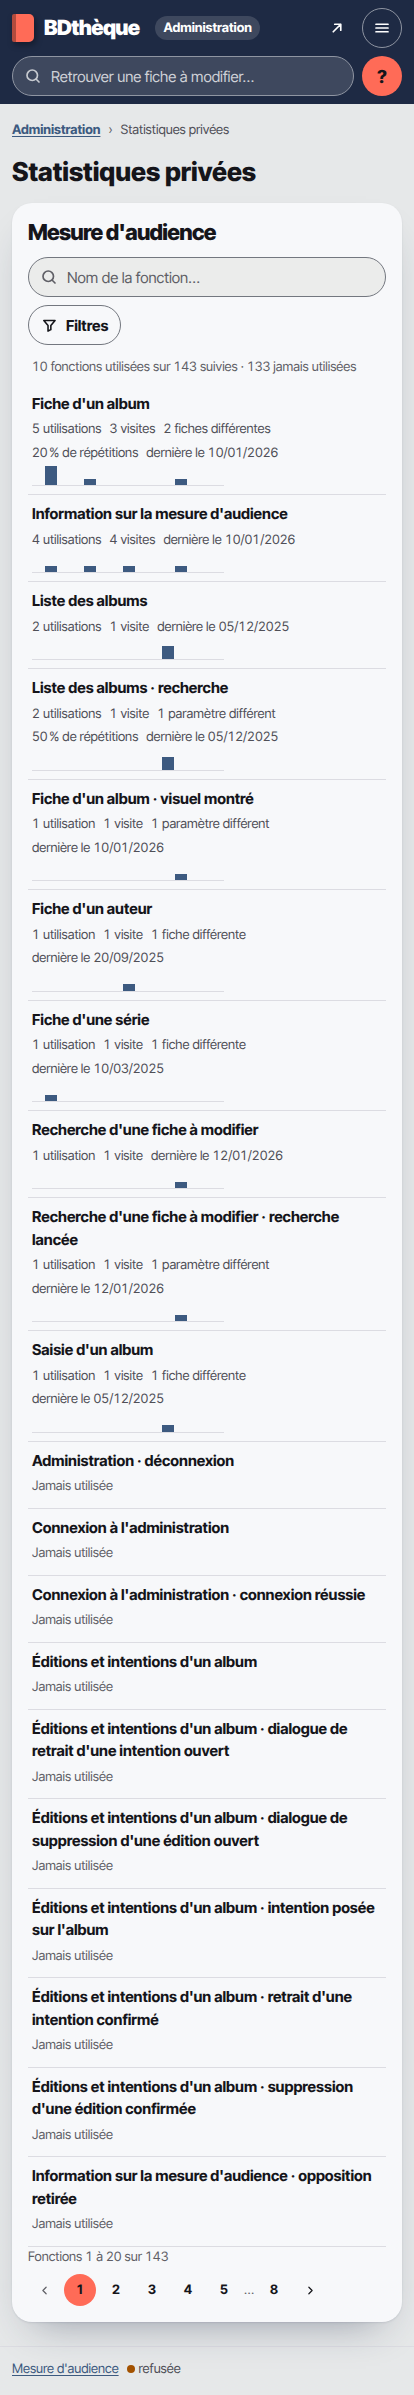 BDthèque Administration
Retrouver une fiche à modifier...
?
Administration › Statistiques privées
Statistiques privées
Mesure d'audience
Nom de la fonction...
Filtres
10 fonctions utilisées sur 143 suivies · 133 jamais utilisées
Fiche d'un album
5 utilisations 3 visites 2 fiches différentes
20 % de répétitions dernière le 10/01/2026
Information sur la mesure d'audience
4 utilisations 4 visites dernière le 10/01/2026
Liste des albums
2 utilisations 1 visite dernière le 05/12/2025
Liste des albums · recherche
2 utilisations 1 visite 1 paramètre différent
50 % de répétitions dernière le 05/12/2025
Fiche d'un album · visuel montré
1 utilisation 1 visite 1 paramètre différent
dernière le 10/01/2026
Fiche d'un auteur
1 utilisation 1 visite 1 fiche différente
dernière le 20/09/2025
Fiche d'une série
1 utilisation 1 visite 1 fiche différente
dernière le 10/03/2025
Recherche d'une fiche à modifier
1 utilisation 1 visite dernière le 12/01/2026
Recherche d'une fiche à modifier · recherche
lancée
1 utilisation 1 visite 1 paramètre différent
dernière le 12/01/2026
Saisie d'un album
1 utilisation 1 visite 1 fiche différente
dernière le 05/12/2025
Administration · déconnexion
Jamais utilisée
Connexion à l'administration
Jamais utilisée
Connexion à l'administration · connexion réussie
Jamais utilisée
Éditions et intentions d'un album
Jamais utilisée
Éditions et intentions d'un album · dialogue de
retrait d'une intention ouvert
Jamais utilisée
Éditions et intentions d'un album · dialogue de
suppression d'une édition ouvert
Jamais utilisée
Éditions et intentions d'un album · intention posée
sur l'album
Jamais utilisée
Éditions et intentions d'un album · retrait d'une
intention confirmé
Jamais utilisée
Éditions et intentions d'un album · suppression
d'une édition confirmée
Jamais utilisée
Information sur la mesure d'audience · opposition
retirée
Jamais utilisée
Fonctions 1 à 20 sur 143
‹ 1 2 3 4 5 ... 8 ›
Mesure d'audience refusée